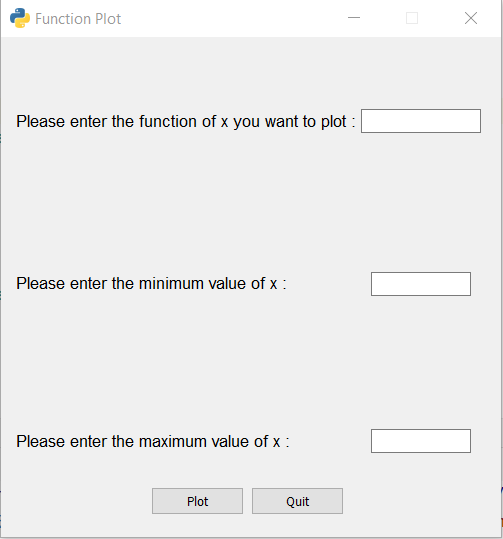 Function Plot
Please enter the function of x you want to plot :
Please enter the minimum value of x :
Please enter the maximum value of x :
Plot Quit